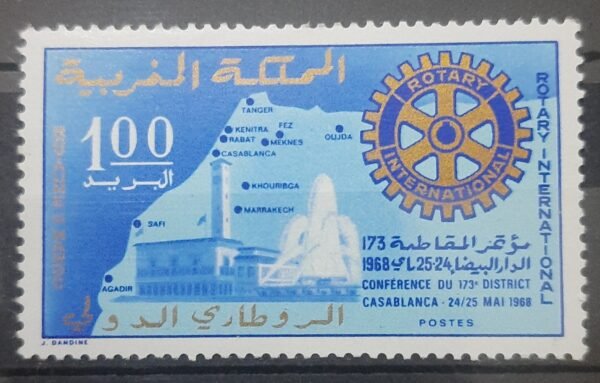 المملكة المغربية
ROTARY
INTERNATIONAL
ROTARY INTERNATIONAL
1.00
البريد
TANGER
KENITRA
FEZ
RABAT
MEKNES
OUJDA
CASABLANCA
KHOURIBGA
MARRAKECH
SAFI
AGADIR
مؤتمر المقاطعة 173
الدار البيضاء 24-25 ماي 1968
CONFÉRENCE DU 173e DISTRICT
CASABLANCA - 24/25 MAI 1968
الروطاري الدولي
POSTES
J. DANDINE